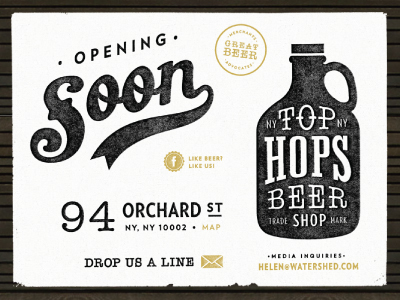 • OPENING •
Soon
• MERCHANTS •
GREAT
BEER
ADVOCATES
LIKE BEER?
LIKE US!
94 ORCHARD ST
NY, NY 10002 • MAP
DROP US A LINE
NY TOP NY
HOPS
BEER
TRADE SHOP MARK
• MEDIA INQUIRIES •
HELEN@WATERSHED.COM